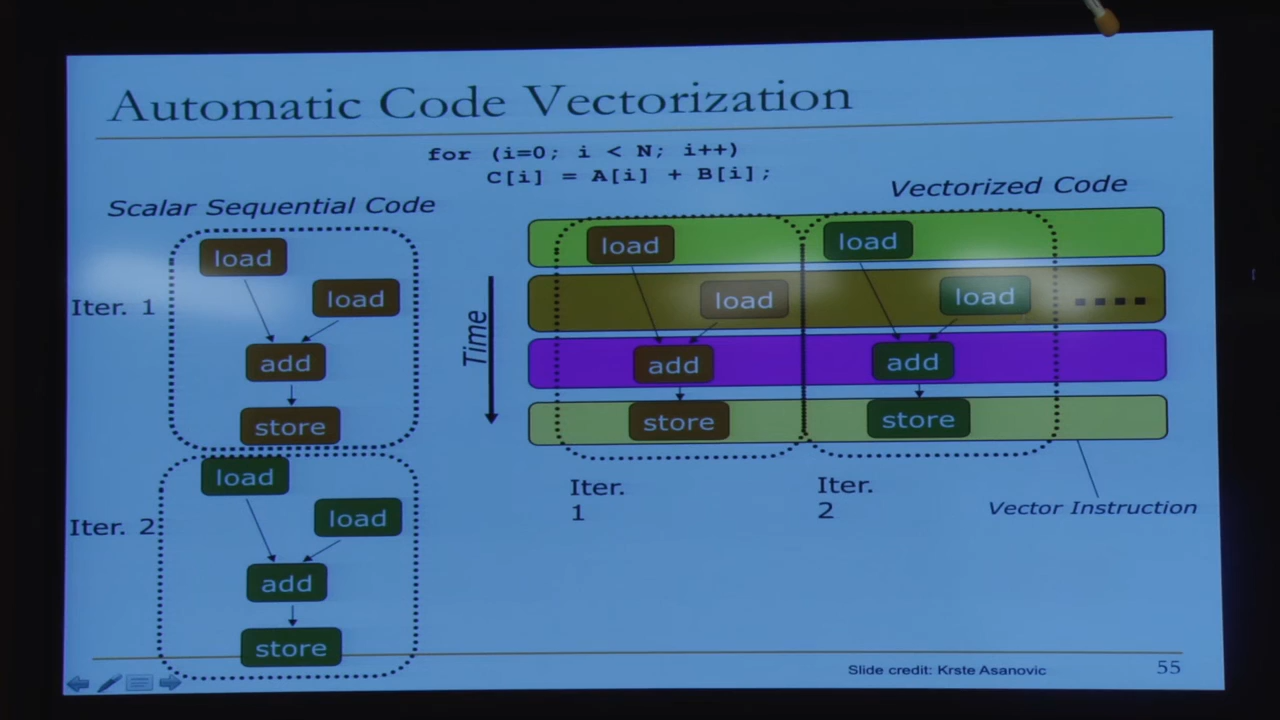 Automatic Code Vectorization
for (i=0; i < N; i++)
C[i] = A[i] + B[i];
Scalar Sequential Code
Vectorized Code
Iter. 1
load
load
add
store
Iter. 2
load
load
add
store
Time
load
load
load
load
add
add
store
store
Iter.
1
Iter.
2
Vector Instruction
Slide credit: Krste Asanovic
55